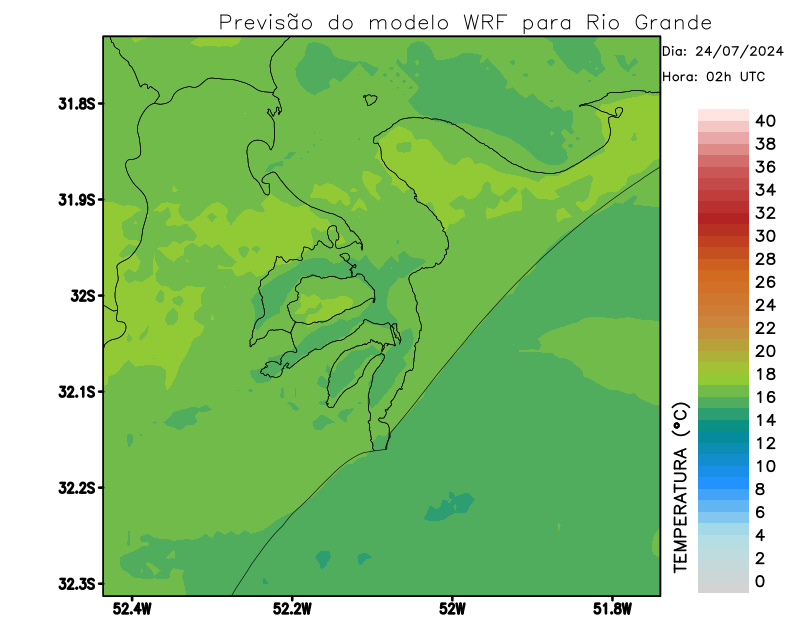 Previsão do modelo WRF para Rio Grande
Dia: 24/07/2024
Hora: 02h UTC
31.8S
31.9S
32S
32.1S
32.2S
32.3S
52.4W
52.2W
52W
51.8W
TEMPERATURA (°C)
40
38
36
34
32
30
28
26
24
22
20
18
16
14
12
10
8
6
4
2
0